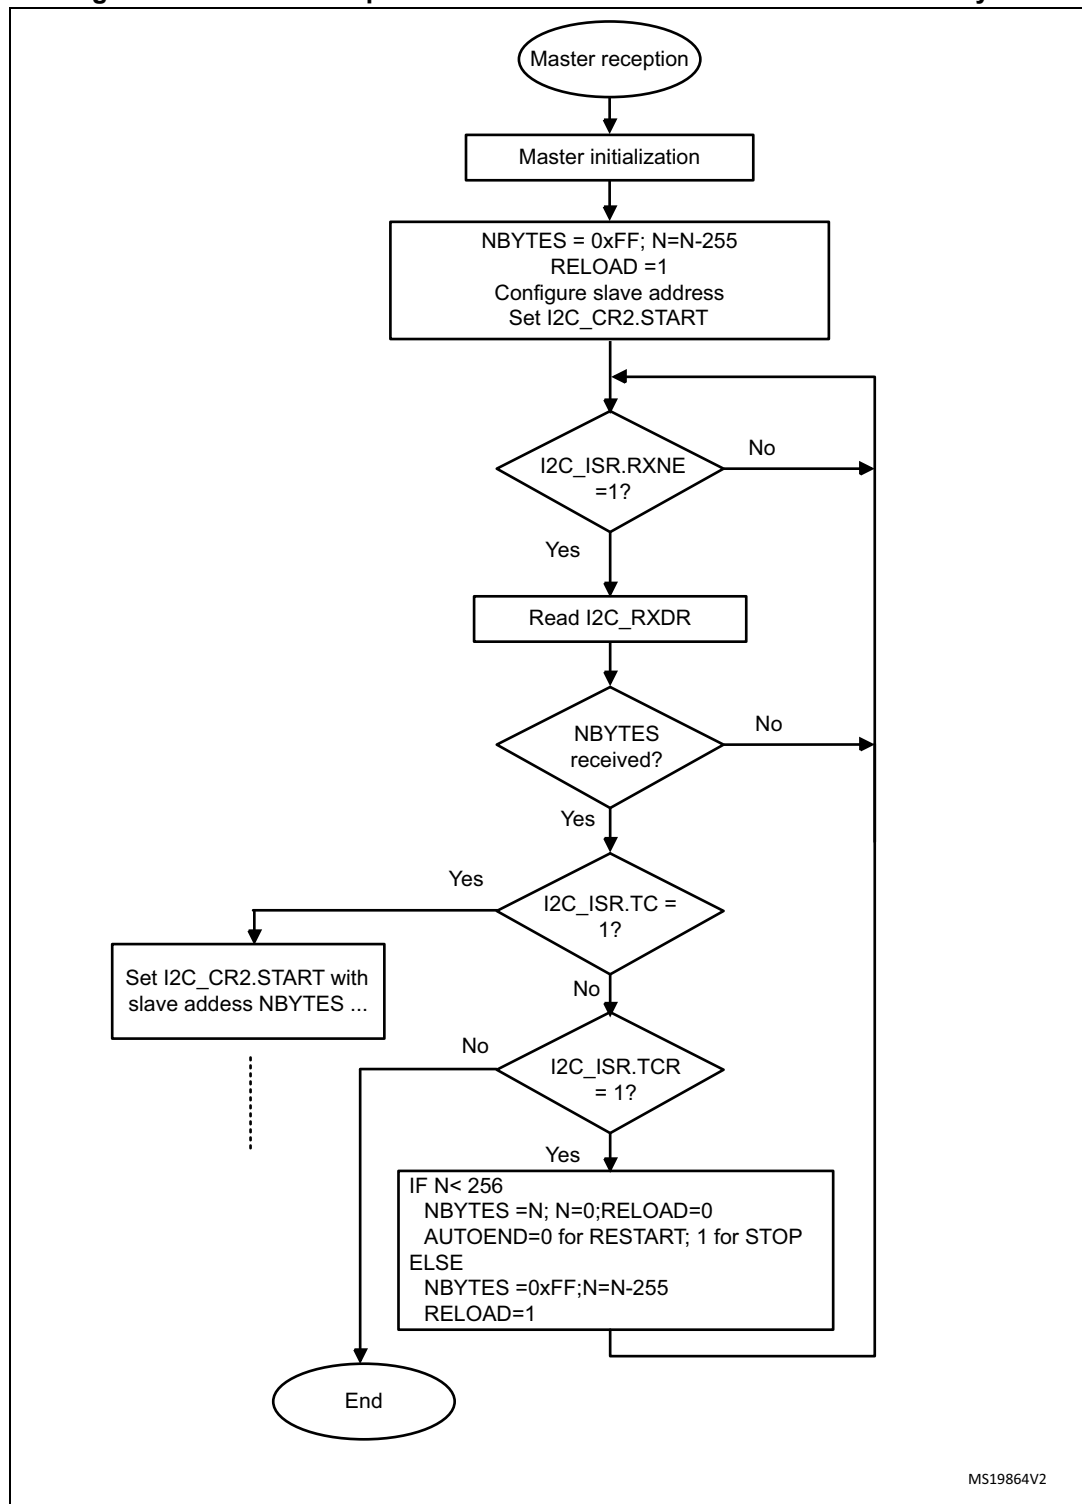 Master reception
Master initialization
NBYTES = 0xFF; N=N-255
RELOAD =1
Configure slave address
Set I2C_CR2.START
I2C_ISR.RXNE
=1?
No
Yes
Read I2C_RXDR
NBYTES
received?
No
Yes
I2C_ISR.TC =
1?
Yes
Set I2C_CR2.START with
slave addess NBYTES ...
No
I2C_ISR.TCR
= 1?
No
Yes
IF N< 256
NBYTES =N; N=0;RELOAD=0
AUTOEND=0 for RESTART; 1 for STOP
ELSE
NBYTES =0xFF;N=N-255
RELOAD=1
End
MS19864V2